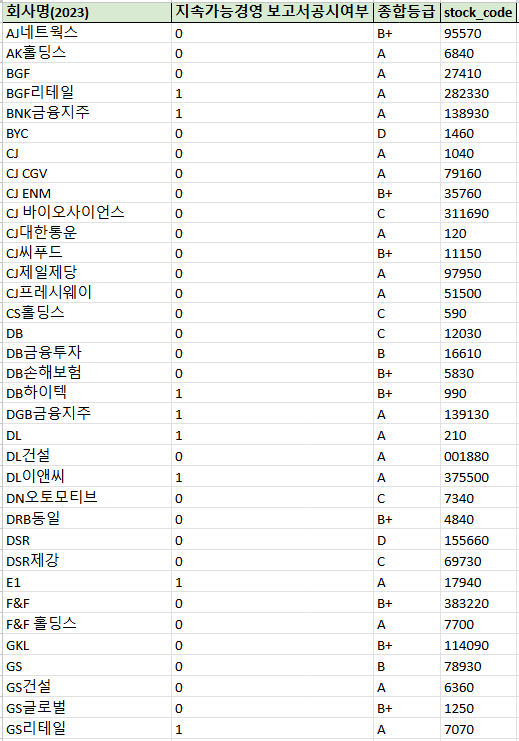 회사명(2023) 지속가능경영 보고서공시여부 종합등급 stock_code
AJ네트웍스 0 B+ 95570
AK홀딩스 0 A 6840
BGF 0 A 27410
BGF리테일 1 A 282330
BNK금융지주 1 A 138930
BYC 0 D 1460
CJ 0 A 1040
CJ CGV 0 A 79160
CJ ENM 0 B+ 35760
CJ 바이오사이언스 0 C 311690
CJ대한통운 0 A 120
CJ씨푸드 0 B+ 11150
CJ제일제당 0 A 97950
CJ프레시웨이 0 A 51500
CS홀딩스 0 C 590
DB 0 C 12030
DB금융투자 0 B 16610
DB손해보험 0 B+ 5830
DB하이텍 1 B+ 990
DGB금융지주 1 A 139130
DL 1 A 210
DL건설 0 A 001880
DL이앤씨 1 A 375500
DN오토모티브 0 C 7340
DRB동일 0 B+ 4840
DSR 0 D 155660
DSR제강 0 C 69730
E1 1 A 17940
F&F 0 B+ 383220
F&F 홀딩스 0 A 7700
GKL 0 B+ 114090
GS 0 B 78930
GS건설 0 A 6360
GS글로벌 0 B+ 1250
GS리테일 1 A 7070